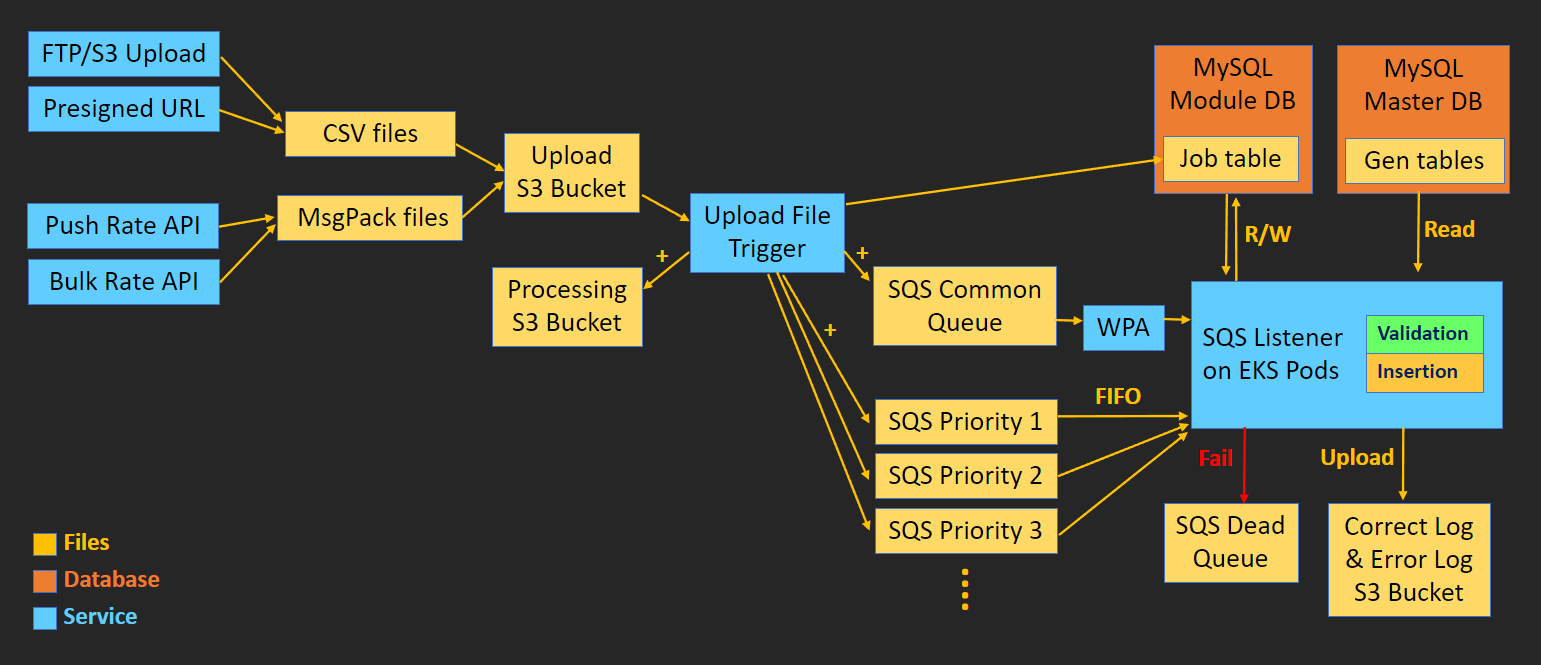 FTP/S3 Upload
Presigned URL
CSV files
Push Rate API
Bulk Rate API
MsgPack files
Upload
S3 Bucket
Processing
S3 Bucket
+
Upload File
Trigger
+
+
SQS Common
Queue
WPA
SQS Priority 1
SQS Priority 2
SQS Priority 3
FIFO
MySQL
Module DB
Job table
MySQL
Master DB
Gen tables
R/W
Read
SQS Listener
on EKS Pods
Validation
Insertion
Fail
Upload
SQS Dead
Queue
Correct Log
& Error Log
S3 Bucket
Files
Database
Service